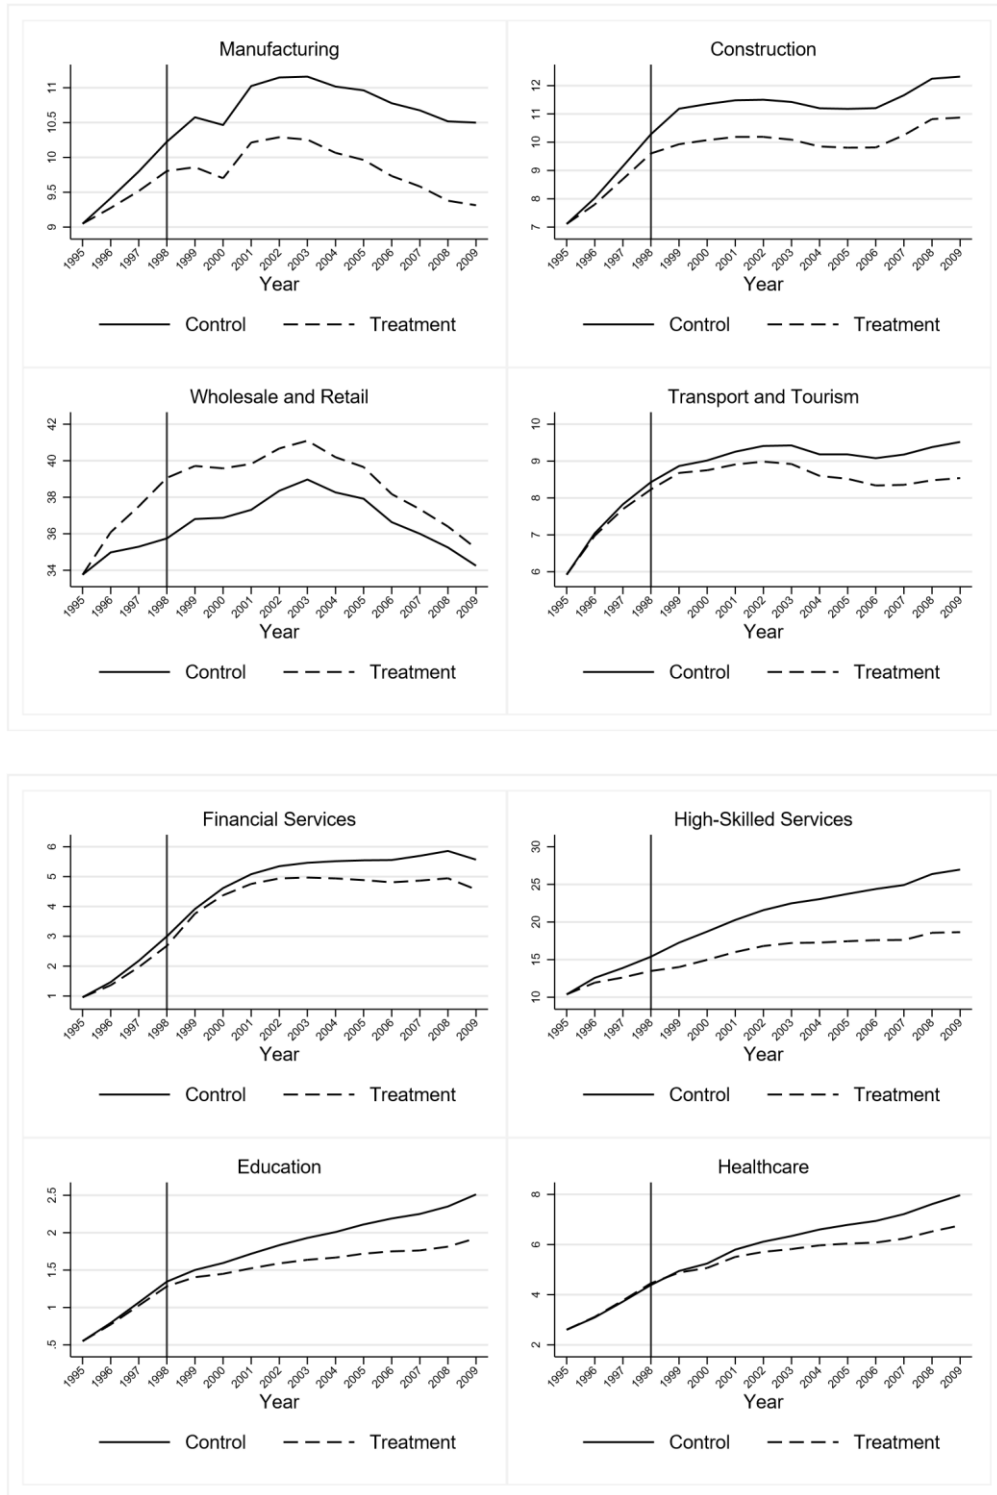 Manufacturing
11
10.5
10
9.5
9
1995 1996 1997 1998 1999 2000 2001 2002 2003 2004 2005 2006 2007 2008 2009
Year
Control Treatment
Construction
12
11
10
9
8
7
1995 1996 1997 1998 1999 2000 2001 2002 2003 2004 2005 2006 2007 2008 2009
Year
Control Treatment
Wholesale and Retail
42
40
38
36
34
1995 1996 1997 1998 1999 2000 2001 2002 2003 2004 2005 2006 2007 2008 2009
Year
Control Treatment
Transport and Tourism
10
9
8
7
6
1995 1996 1997 1998 1999 2000 2001 2002 2003 2004 2005 2006 2007 2008 2009
Year
Control Treatment
Financial Services
6
5
4
3
2
1
1995 1996 1997 1998 1999 2000 2001 2002 2003 2004 2005 2006 2007 2008 2009
Year
Control Treatment
High-Skilled Services
30
25
20
15
10
1995 1996 1997 1998 1999 2000 2001 2002 2003 2004 2005 2006 2007 2008 2009
Year
Control Treatment
Education
2.5
2
1.5
1
.5
1995 1996 1997 1998 1999 2000 2001 2002 2003 2004 2005 2006 2007 2008 2009
Year
Control Treatment
Healthcare
8
6
4
2
1995 1996 1997 1998 1999 2000 2001 2002 2003 2004 2005 2006 2007 2008 2009
Year
Control Treatment